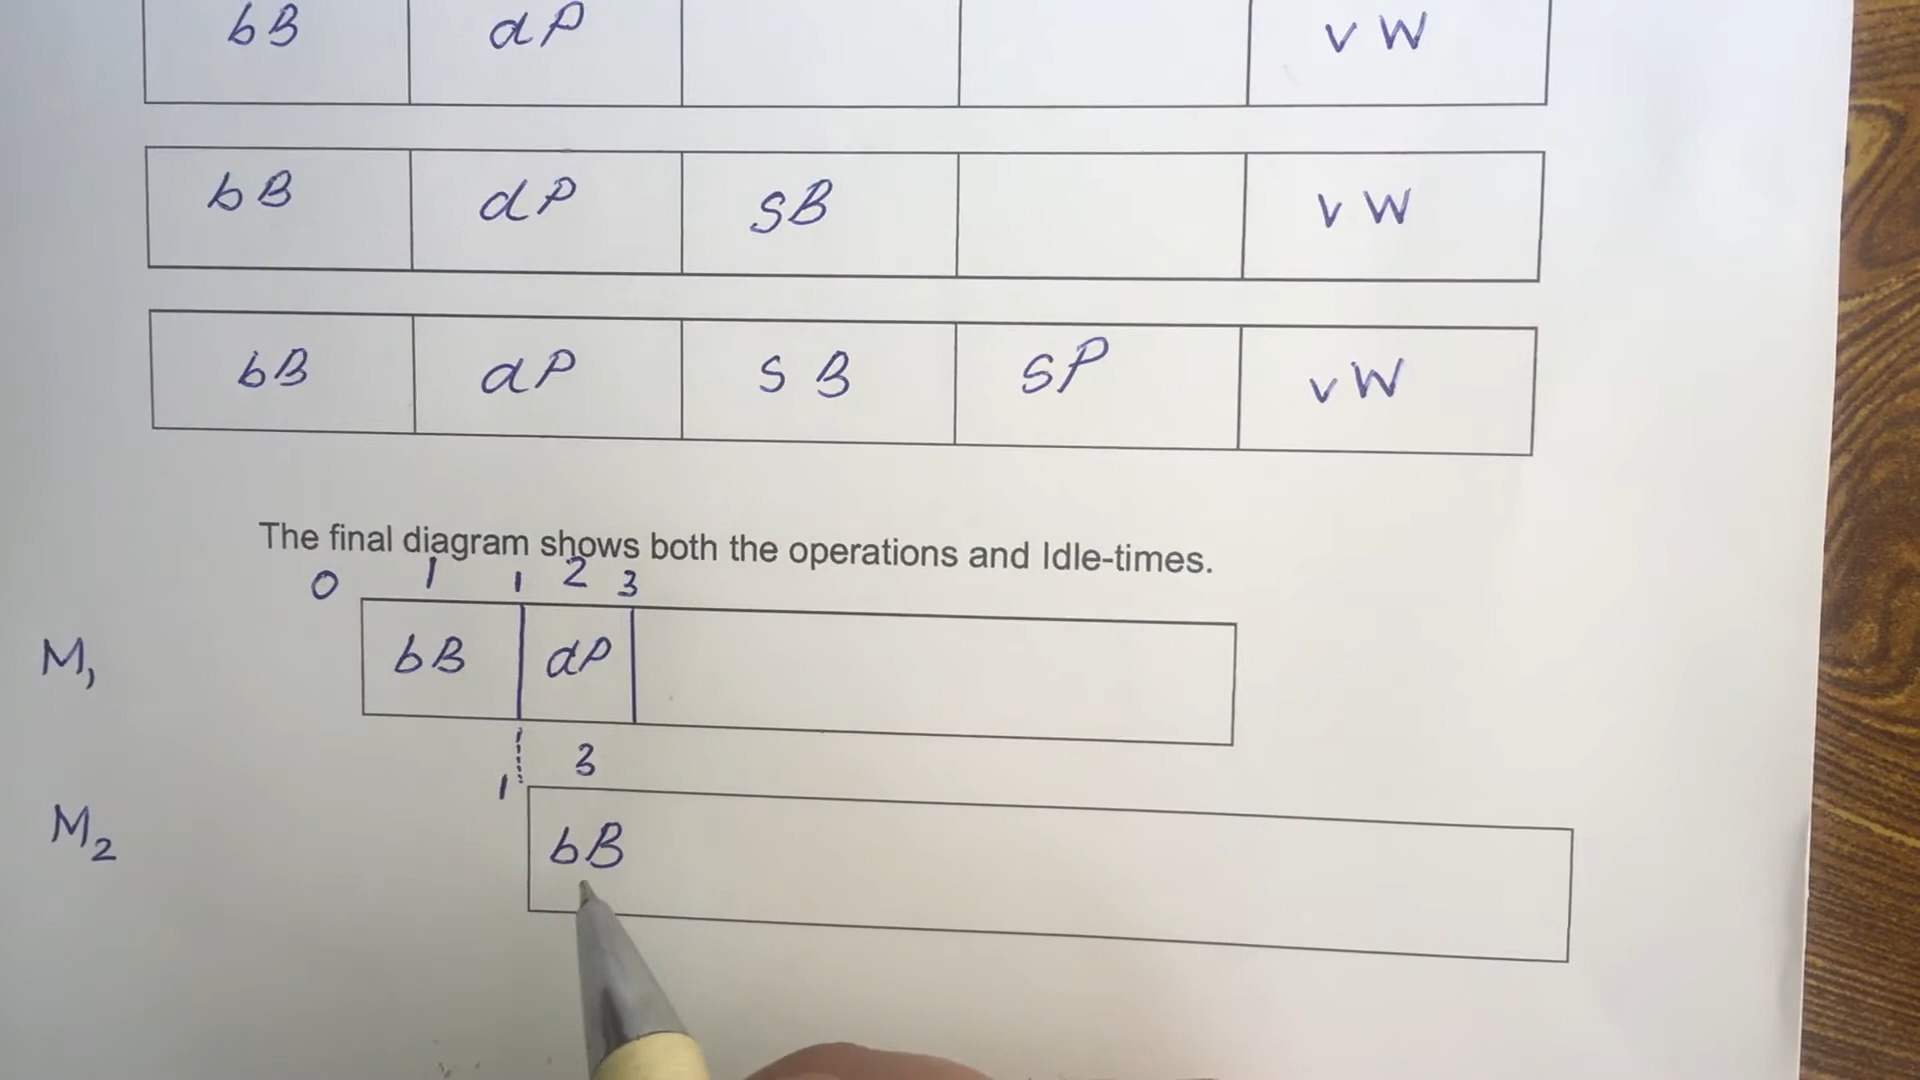 bB dP vW
bB dP SB vW
bB dP SB SP vW
The final diagram shows both the operations and Idle-times.
0 1 1 2 3
M1 bB dP
1 3
M2 bB